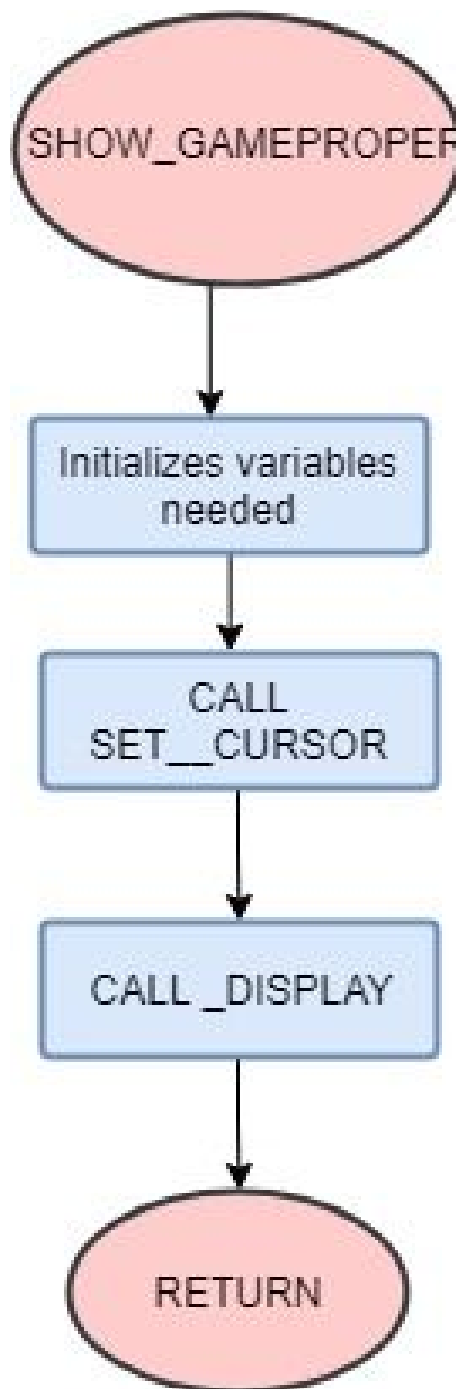 SHOW_GAMEPROPER
Initializes variables
needed
CALL
SET__CURSOR
CALL _DISPLAY
RETURN